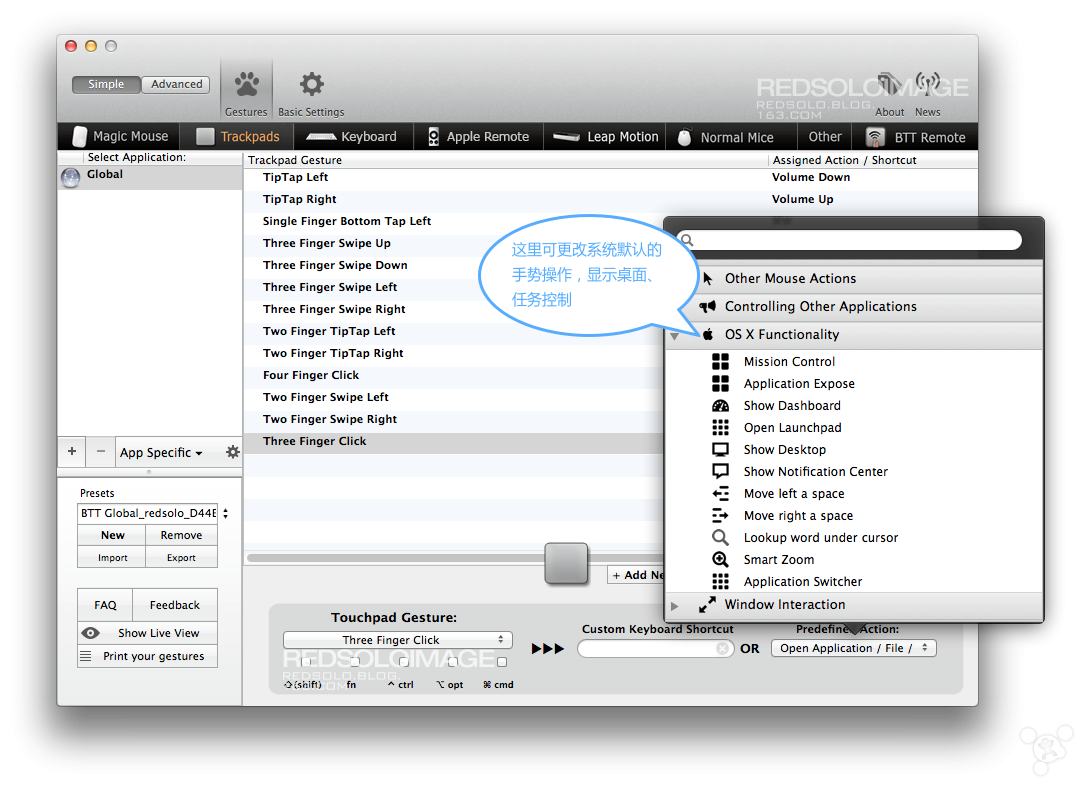 Simple
Advanced
Gestures
Basic Settings
REDSOLOIMAGE
REDSOLO.BLOG.
163.COM
About
News
Magic Mouse
Trackpads
Keyboard
Apple Remote
Leap Motion
Normal Mice
Other
BTT Remote
Select Application:
Global
Trackpad Gesture
Assigned Action / Shortcut
TipTap Left
Volume Down
TipTap Right
Volume Up
Single Finger Bottom Tap Left
Three Finger Swipe Up
Three Finger Swipe Down
Three Finger Swipe Left
Three Finger Swipe Right
Two Finger TipTap Left
Two Finger TipTap Right
Four Finger Click
Two Finger Swipe Left
Two Finger Swipe Right
Three Finger Click
这里可更改系统默认的
手势操作，显示桌面、
任务控制
Other Mouse Actions
Controlling Other Applications
OS X Functionality
Mission Control
Application Expose
Show Dashboard
Open Launchpad
Show Desktop
Show Notification Center
Move left a space
Move right a space
Lookup word under cursor
Smart Zoom
Application Switcher
Window Interaction
+
−
App Specific
Presets
BTT Global_redsolo_D44E
New
Remove
Import
Export
FAQ
Feedback
Show Live View
Print your gestures
+ Add Ne
Touchpad Gesture:
Three Finger Click
REDSOLOIMAGE
REDSOLO.BLOG.
(shift)
fn
^ ctrl
⌥ opt
⌘ cmd
Custom Keyboard Shortcut
OR
Predefined Action:
Open Application / File /